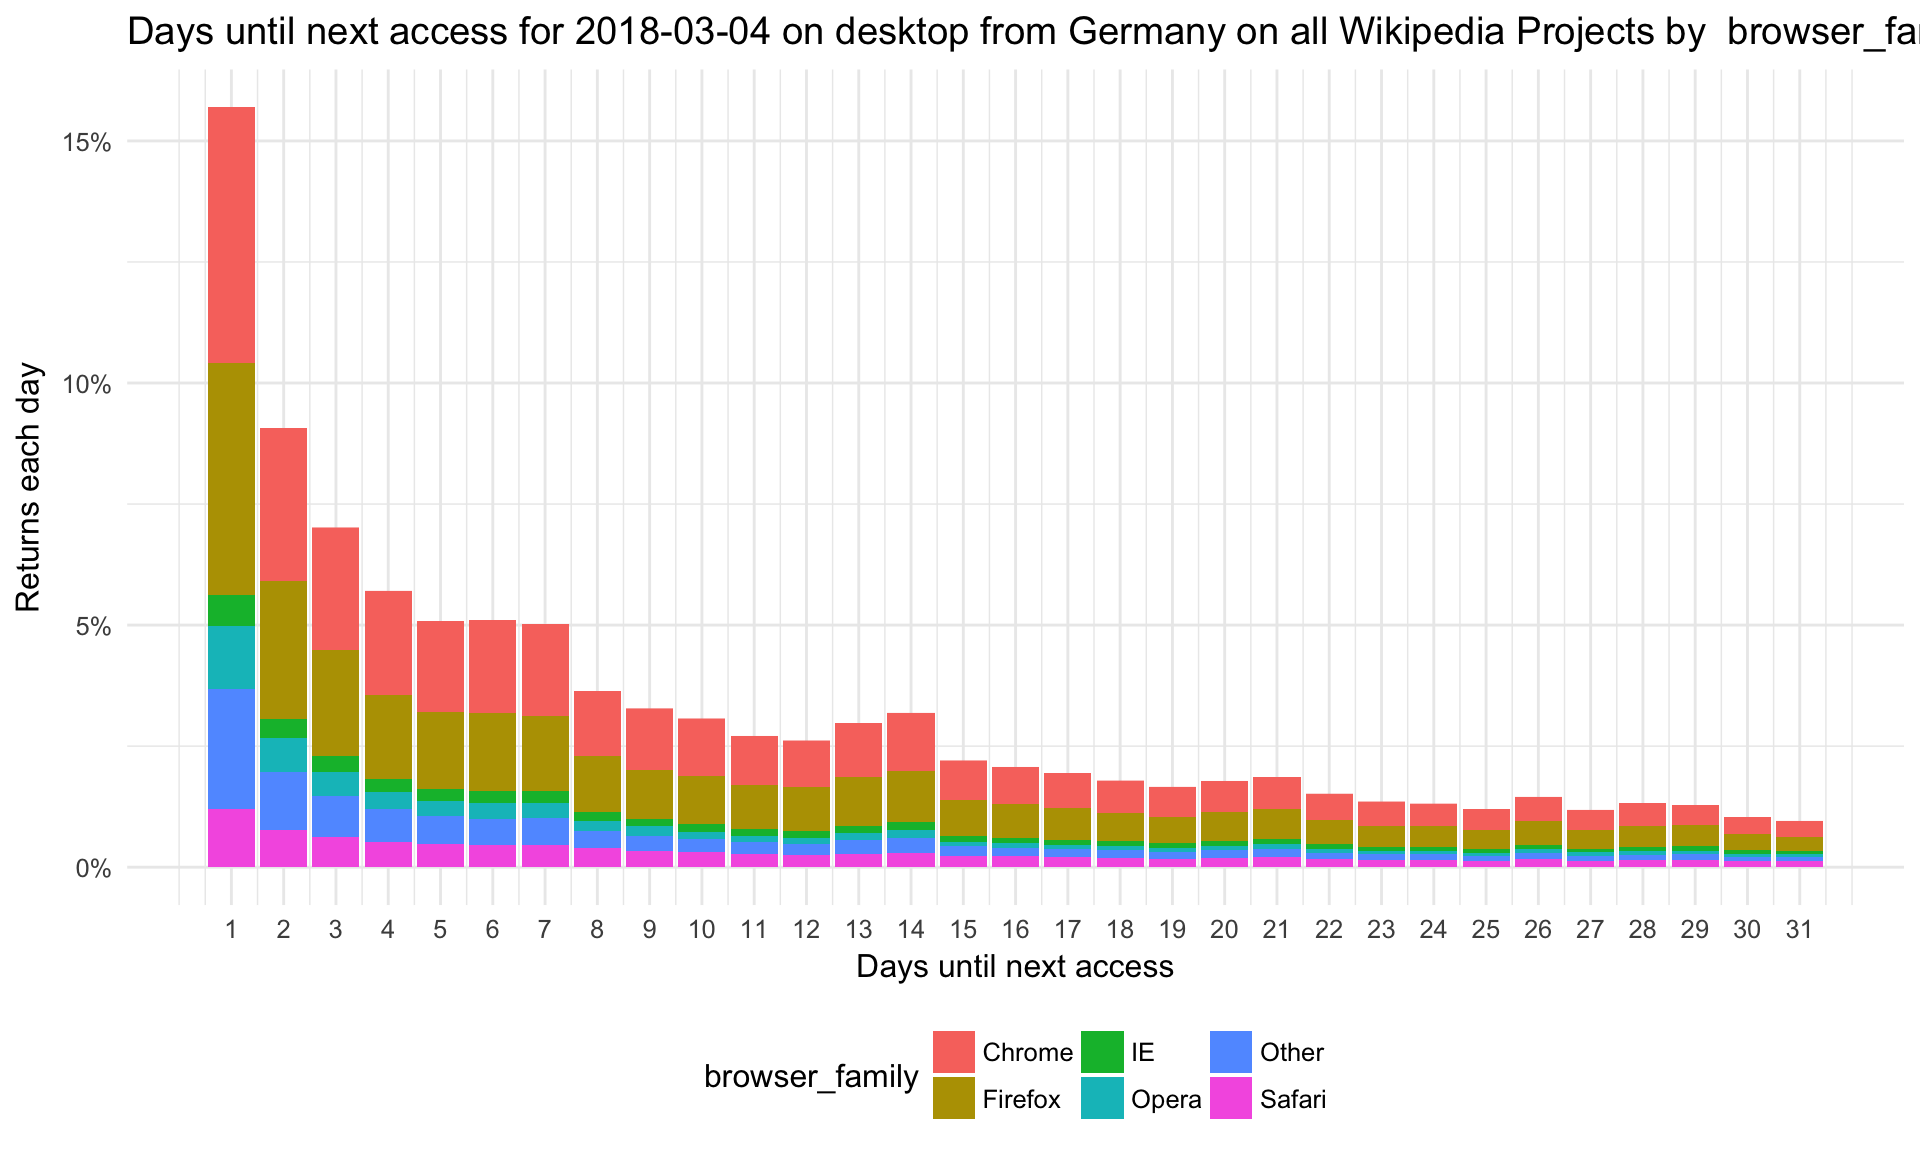 Days until next access for 2018-03-04 on desktop from Germany on all Wikipedia Projects by browser_fa
15%
10%
5%
0%
Returns each day
1 2 3 4 5 6 7 8 9 10 11 12 13 14 15 16 17 18 19 20 21 22 23 24 25 26 27 28 29 30 31
Days until next access
browser_family
Chrome IE Other
Firefox Opera Safari